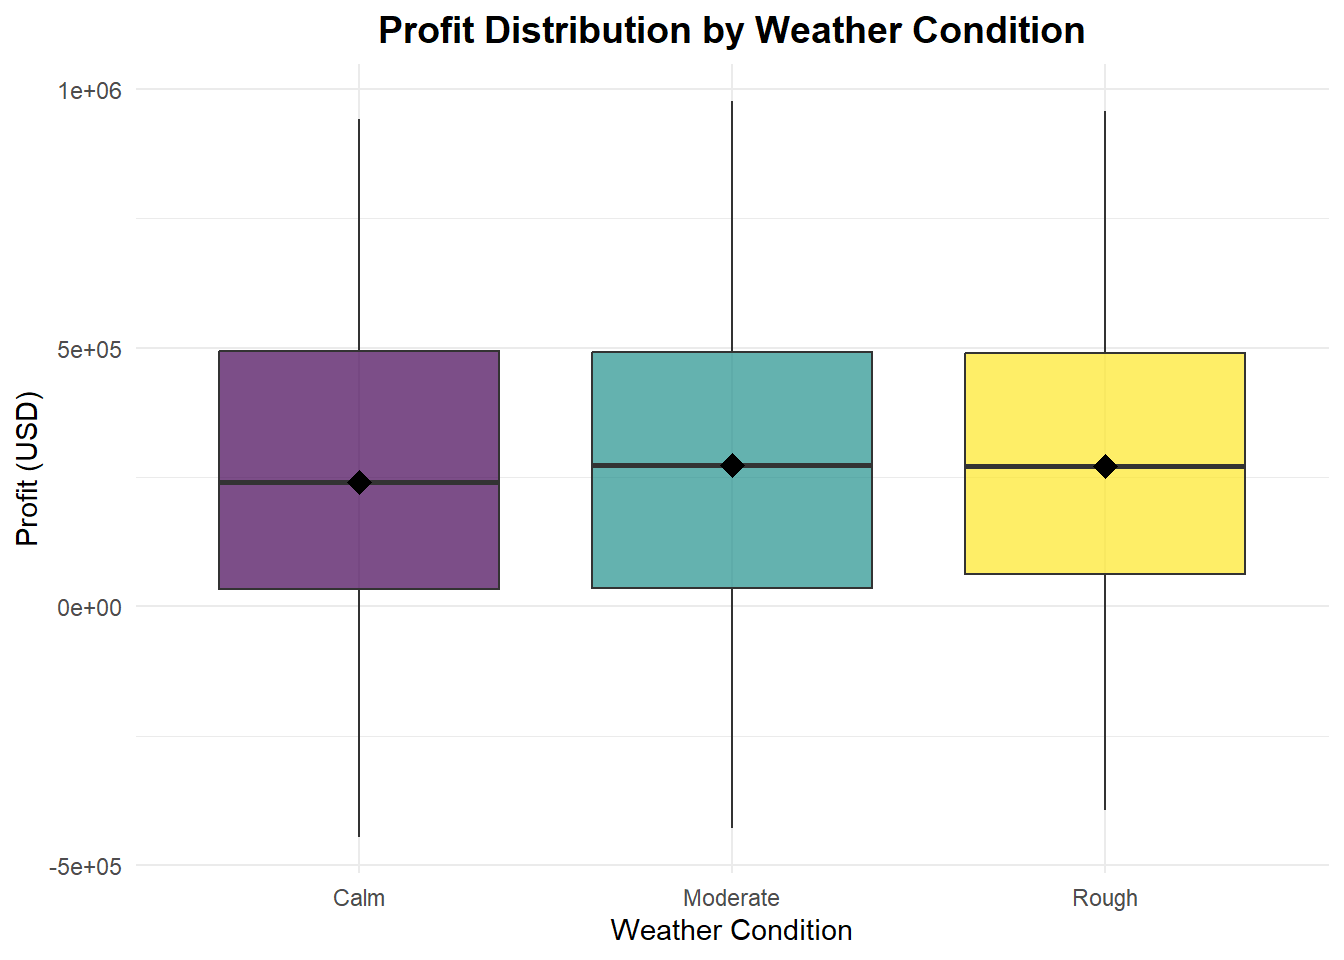 Profit Distribution by Weather Condition
Profit (USD)
1e+06
5e+05
0e+00
-5e+05
Calm Moderate Rough
Weather Condition